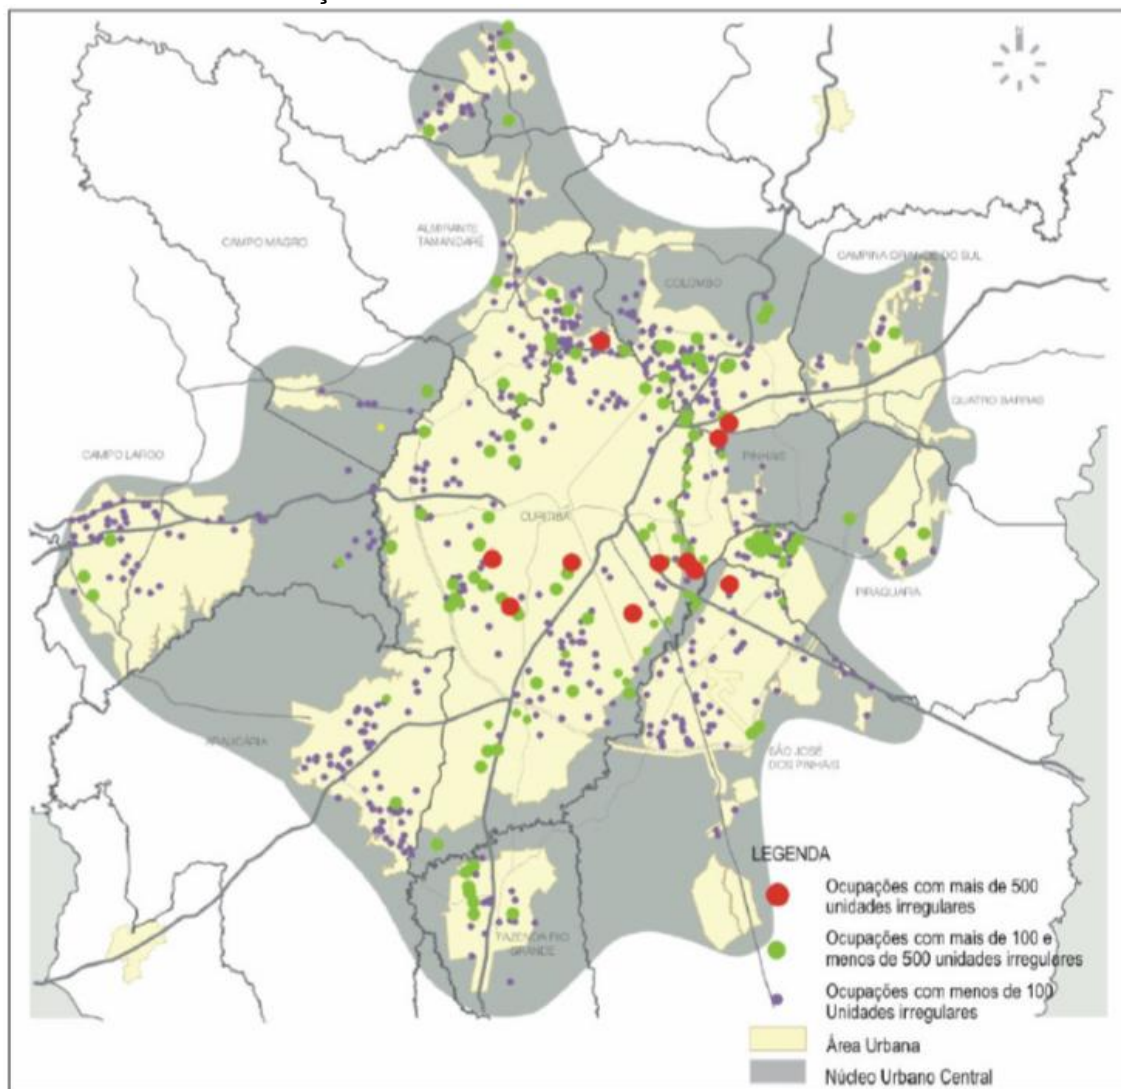 ALMIRANTE
TAMANDARÉ
CAMPO MAGRO
CAMPINA GRANDE DO SUL
COLOMBO
QUATRO BARRAS
CAMPO LARGO
PINHAIS
CURITIBA
PIRAQUARA
ARAUCÁRIA
SÃO JOSÉ
DOS PINHAIS
FAZENDA RIO
GRANDE
LEGENDA
Ocupações com mais de 500
unidades irregulares
Ocupações com mais de 100 e
menos de 500 unidades irregulares
Ocupações com menos de 100
Unidades irregulares
Área Urbana
Núcleo Urbano Central